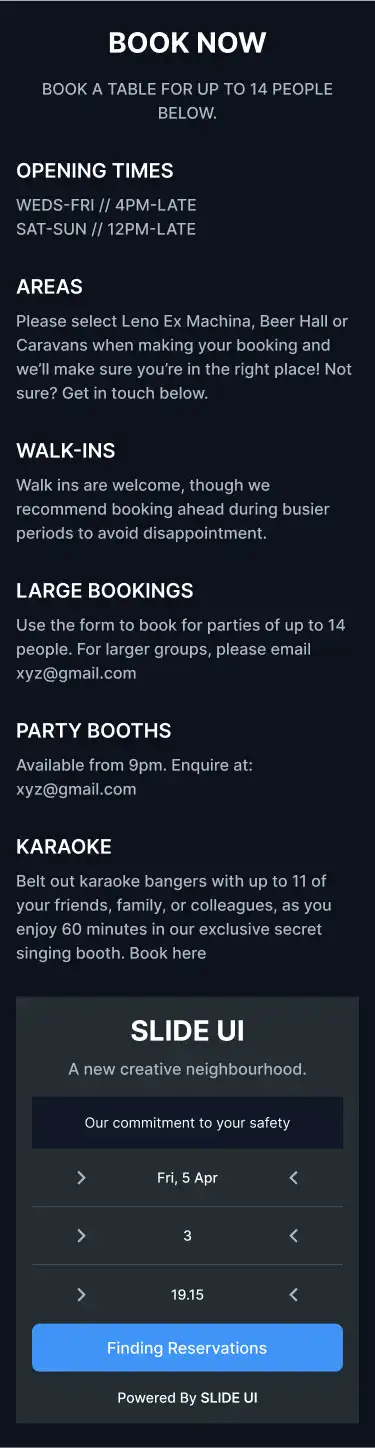 BOOK NOW
BOOK A TABLE FOR UP TO 14 PEOPLE
BELOW.
OPENING TIMES
WEDS-FRI // 4PM-LATE
SAT-SUN // 12PM-LATE
AREAS
Please select Leno Ex Machina, Beer Hall or
Caravans when making your booking and
we’ll make sure you’re in the right place! Not
sure? Get in touch below.
WALK-INS
Walk ins are welcome, though we
recommend booking ahead during busier
periods to avoid disappointment.
LARGE BOOKINGS
Use the form to book for parties of up to 14
people. For larger groups, please email
xyz@gmail.com
PARTY BOOTHS
Available from 9pm. Enquire at:
xyz@gmail.com
KARAOKE
Belt out karaoke bangers with up to 11 of
your friends, family, or colleagues, as you
enjoy 60 minutes in our exclusive secret
singing booth. Book here
SLIDE UI
A new creative neighbourhood.
Our commitment to your safety
Fri, 5 Apr
3
19.15
Finding Reservations
Powered By SLIDE UI